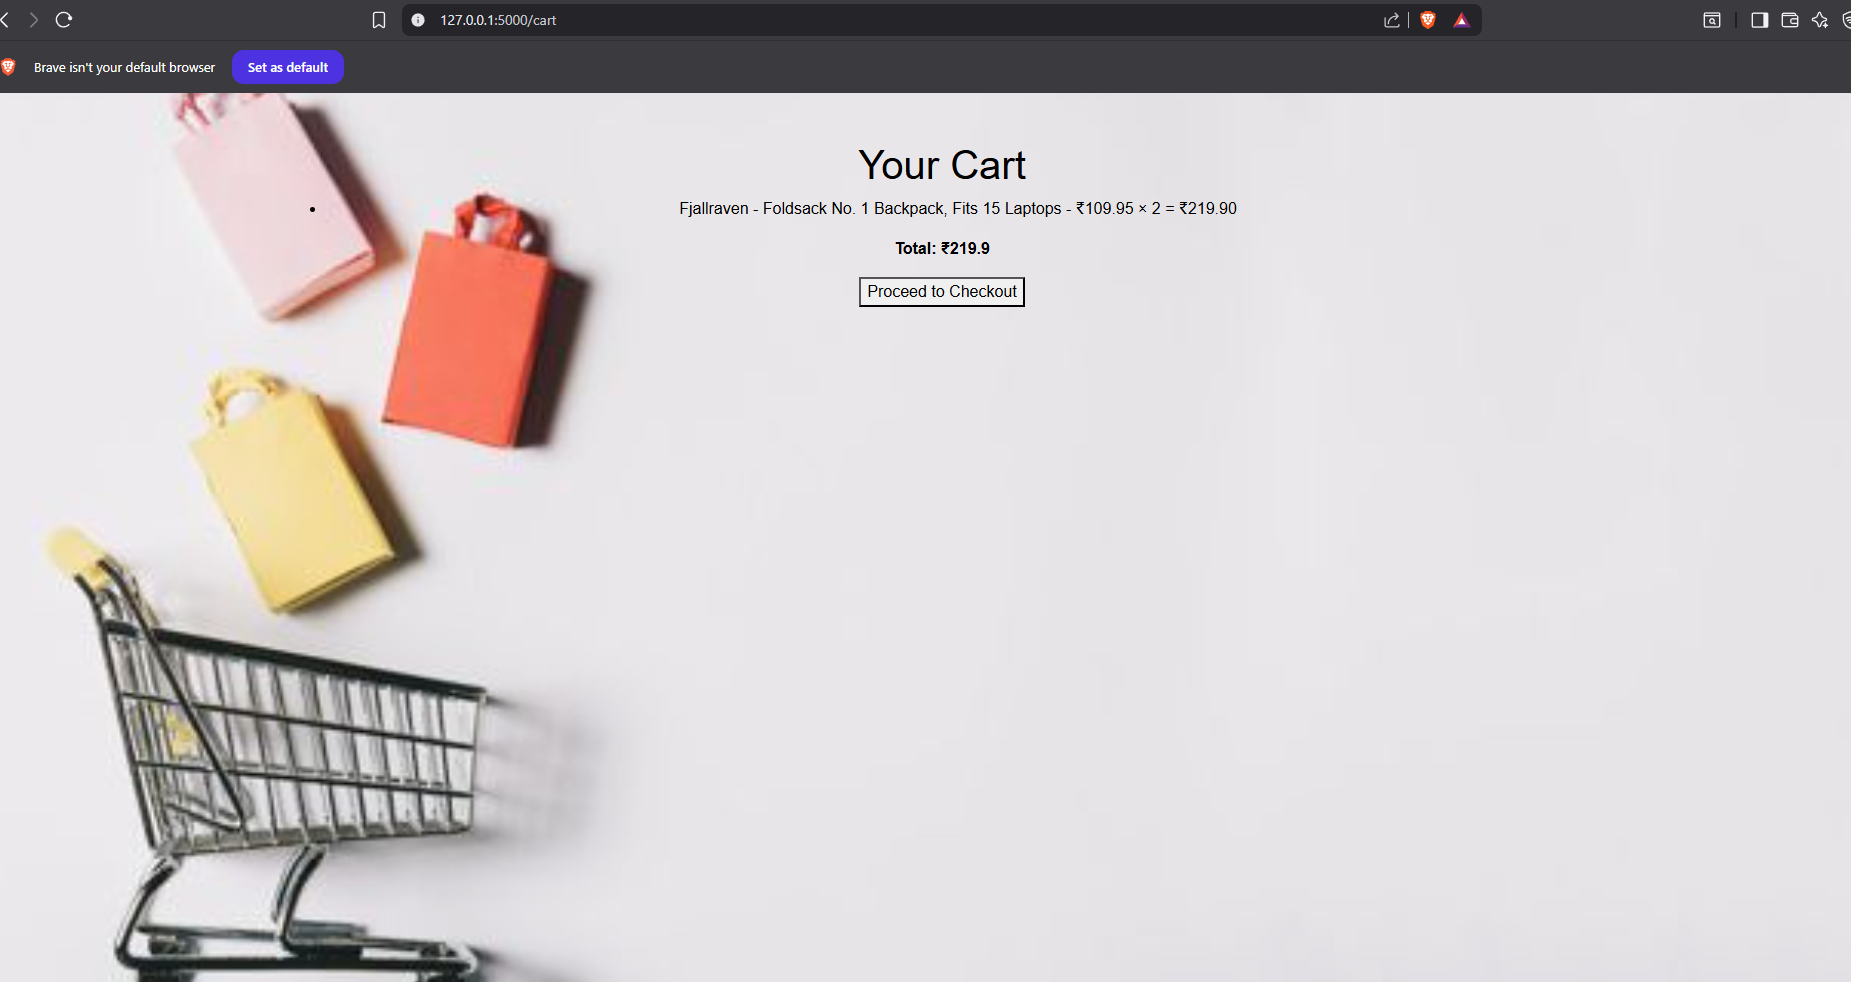 127.0.0.1:5000/cart
Brave isn't your default browser
Set as default
Your Cart
Fjallraven - Foldsack No. 1 Backpack, Fits 15 Laptops - ₹109.95 × 2 = ₹219.90
Total: ₹219.9
Proceed to Checkout